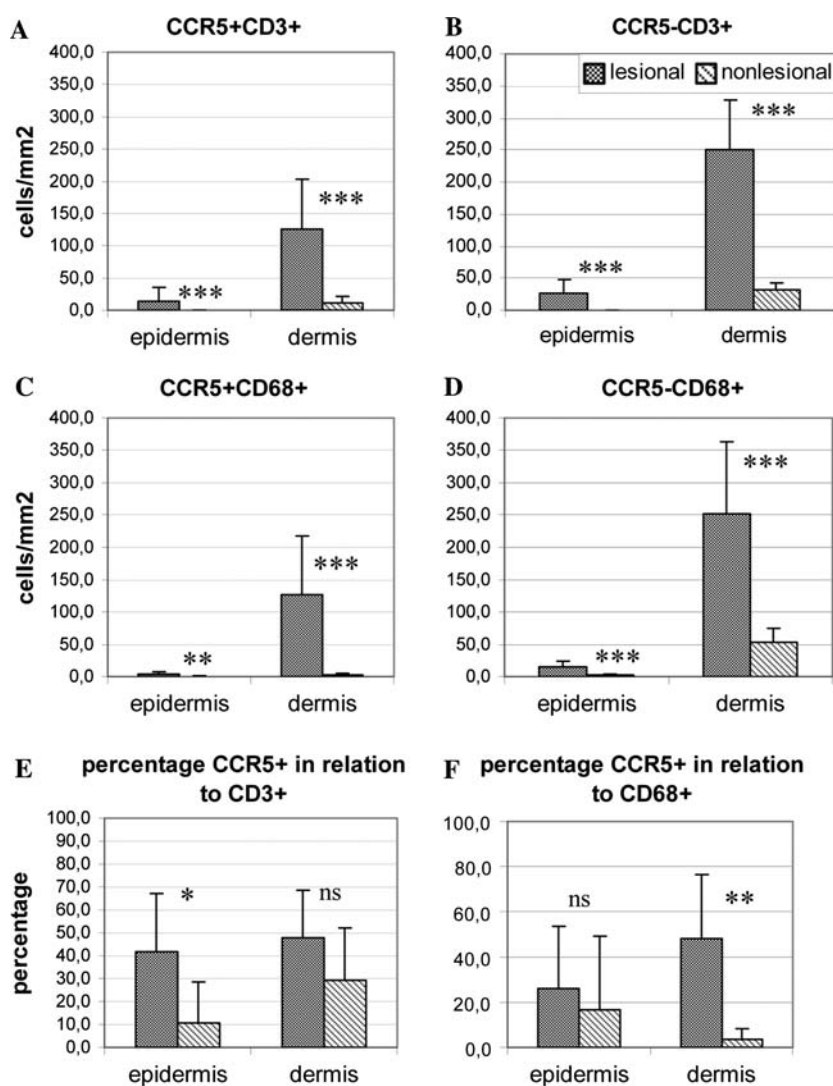 A
CCR5+CD3+
400,0
350,0
300,0
250,0
200,0
150,0
100,0
50,0
0,0
cells/mm2
***
***
epidermis
dermis
B
CCR5-CD3+
lesional
nonlesional
400,0
350,0
300,0
250,0
200,0
150,0
100,0
50,0
0,0
***
***
epidermis
dermis
C
CCR5+CD68+
400,0
350,0
300,0
250,0
200,0
150,0
100,0
50,0
0,0
cells/mm2
**
***
epidermis
dermis
D
CCR5-CD68+
400,0
350,0
300,0
250,0
200,0
150,0
100,0
50,0
0,0
***
***
epidermis
dermis
E
percentage CCR5+ in relation
to CD3+
100,0
90,0
80,0
70,0
60,0
50,0
40,0
30,0
20,0
10,0
0,0
percentage
*
ns
epidermis
dermis
F
percentage CCR5+ in relation
to CD68+
100,0
80,0
60,0
40,0
20,0
0,0
ns
**
epidermis
dermis